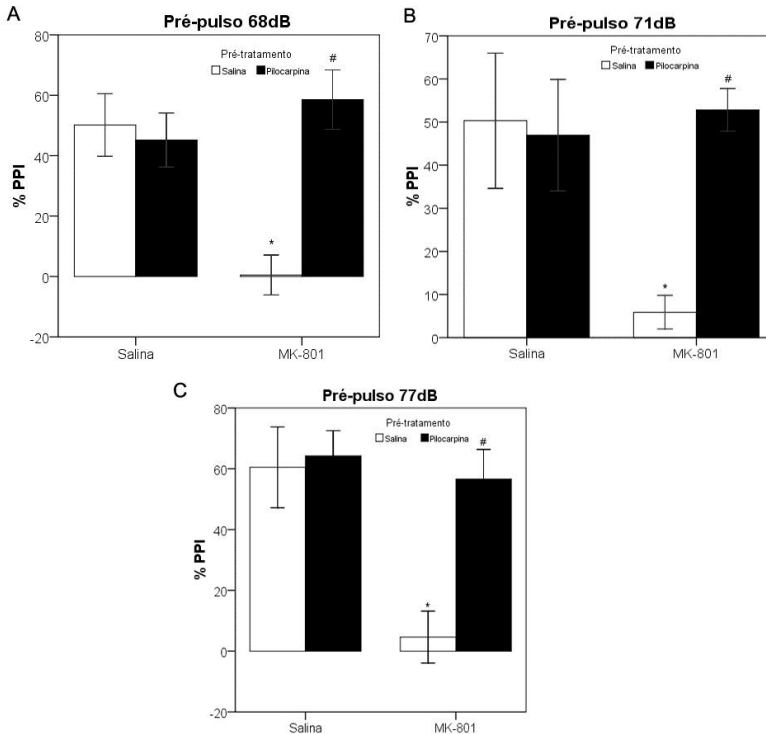 A
Pré-pulso 68dB
80
Pré-tratamento
Salina Pilocarpina
#
60
40
% PPI
20
*
0
-20
Salina MK-801
B
Pré-pulso 71dB
70
Pré-tratamento
Salina Pilocarpina
#
60
50
40
% PPI
30
20
*
10
0
Salina MK-801
C
Pré-pulso 77dB
80
Pré-tratamento
Salina Pilocarpina
#
60
40
% PPI
20
*
0
-20
Salina MK-801